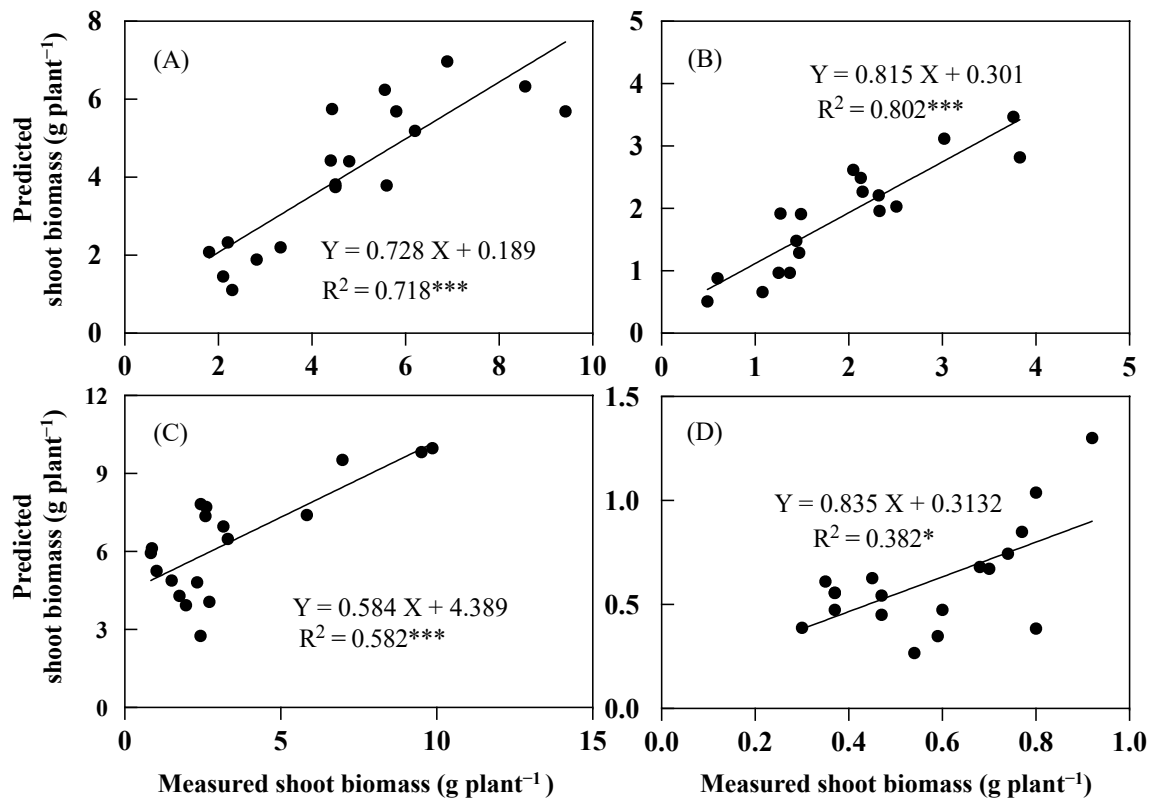 Predicted
shoot biomass (g plant⁻¹)
8
6
4
2
0
(A)
Y = 0.728 X + 0.189
R² = 0.718***
0 2 4 6 8 10
5
4
3
2
1
0
(B)
Y = 0.815 X + 0.301
R² = 0.802***
1 2 3 4 5
Predicted
shoot biomass (g plant⁻¹)
12
9
6
3
0
(C)
Y = 0.584 X + 4.389
R² = 0.582***
0 5 10 15
Measured shoot biomass (g plant⁻¹ )
1.5
1.0
0.5
0.0
(D)
Y = 0.835 X + 0.3132
R² = 0.382*
0.0 0.2 0.4 0.6 0.8 1.0
Measured shoot biomass (g plant⁻¹)